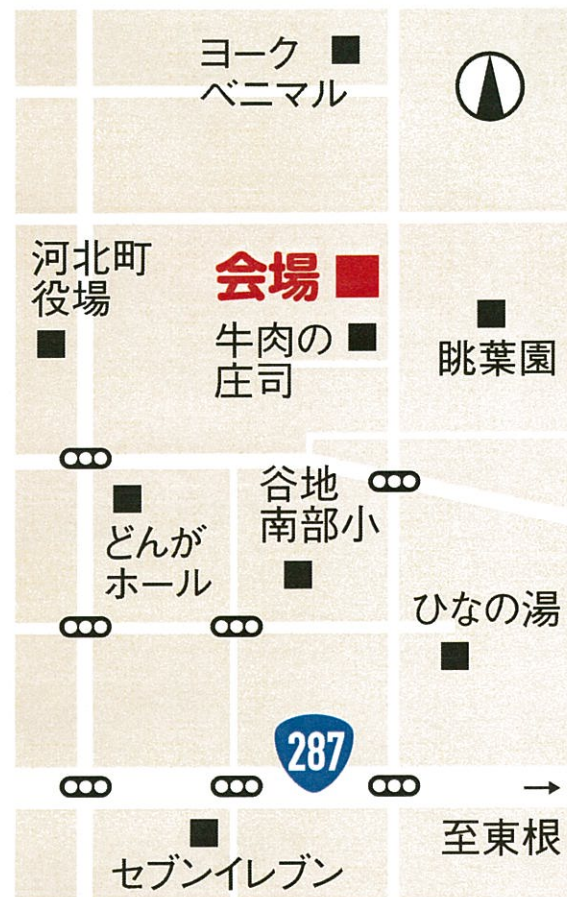 ヨーク
ベニマル
河北町
役場
会場
牛肉の
庄司
眺葉園
谷地
南部小
どんが
ホール
ひなの湯
287
至東根
セブンイレブン